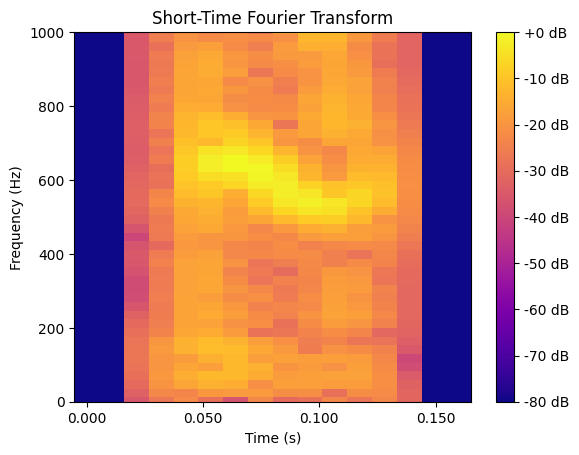 Short-Time Fourier Transform
1000
800
600
400
200
0
Frequency (Hz)
0.000
0.050
0.100
0.150
Time (s)
+0 dB
-10 dB
-20 dB
-30 dB
-40 dB
-50 dB
-60 dB
-70 dB
-80 dB